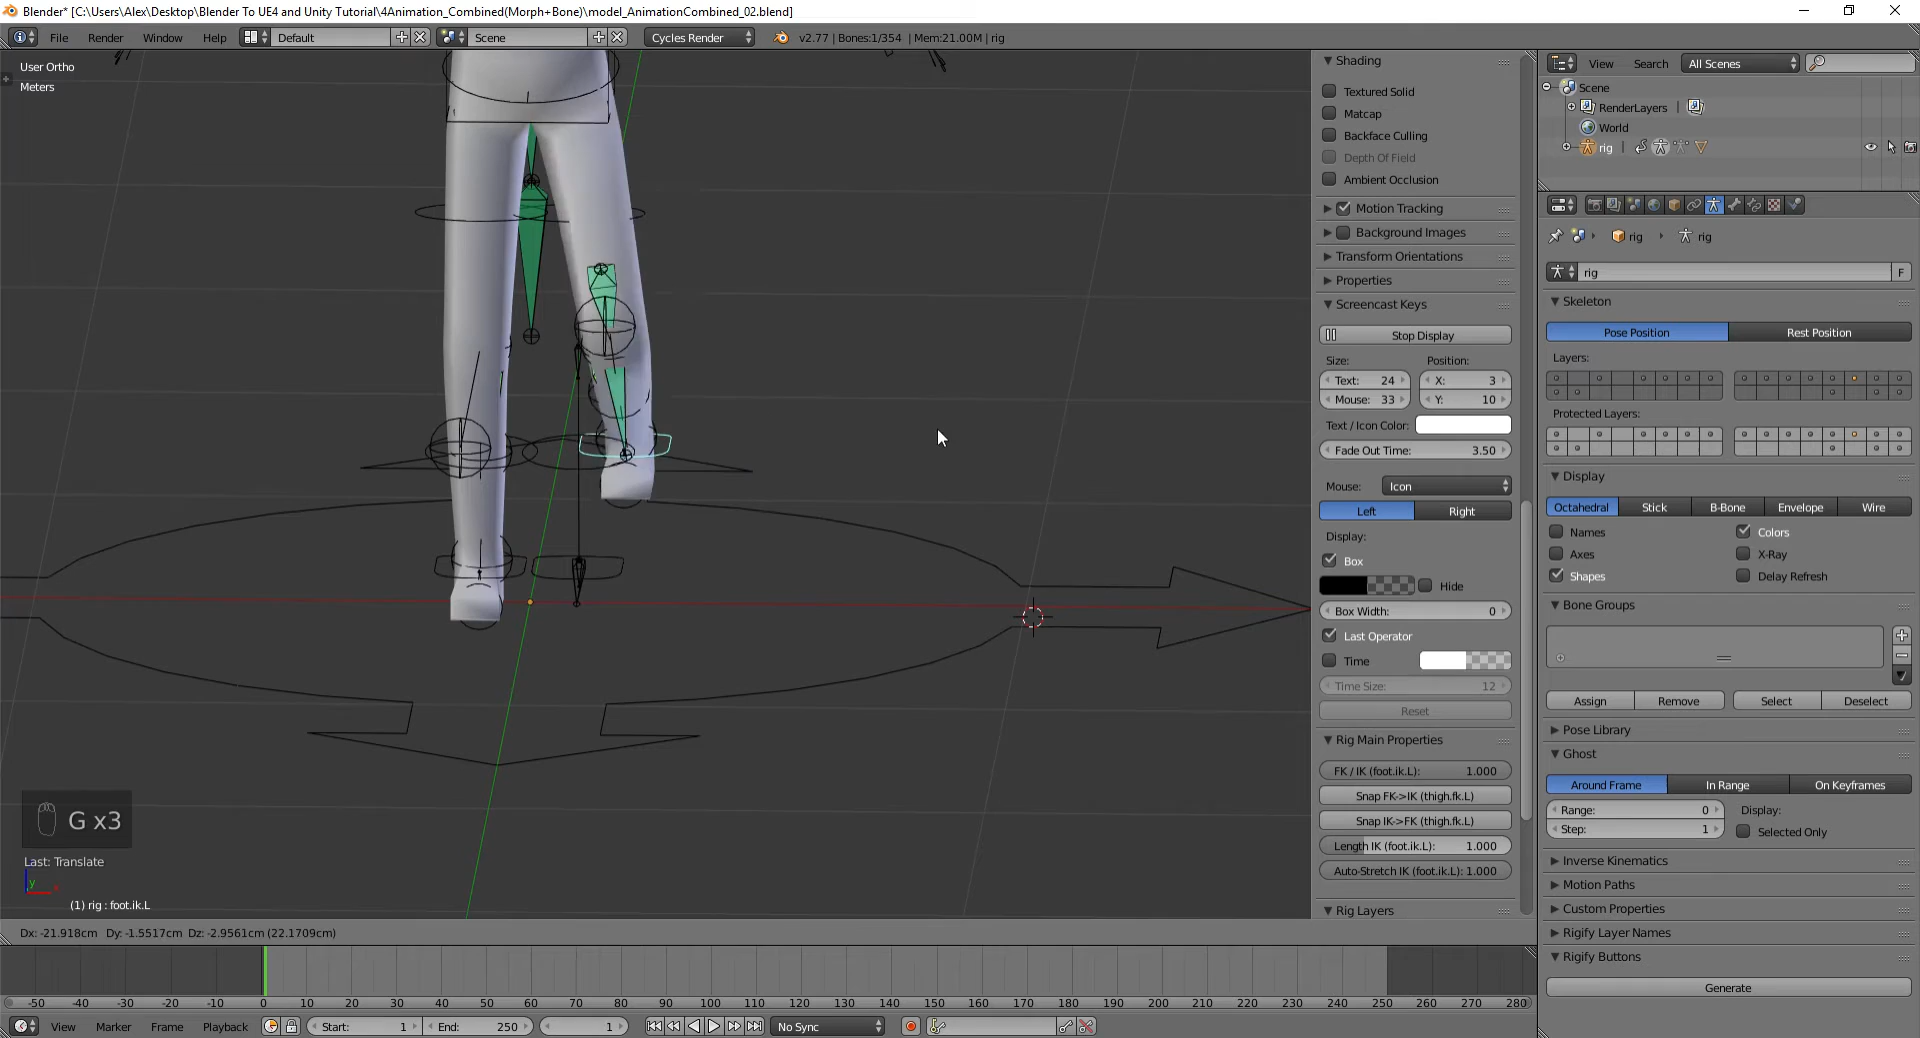 Blender* [C:\Users\Alex\Desktop\Blender To UE4 and Unity Tutorial\4Animation_Combined(Morph+Bone)\model_AnimationCombined_02.blend]
File Render Window Help Default Scene Cycles Render v2.77 | Bones:1/354 | Mem:21.00M | rig
User Ortho
Meters
G x3
Last: Translate
y x
(1) rig : foot.ik.L
Dx: -21.918cm Dy: -1.5517cm Dz: -2.9561cm (22.1709cm)
Shading
Textured Solid
Matcap
Backface Culling
Depth Of Field
Ambient Occlusion
Motion Tracking
Background Images
Transform Orientations
Properties
Screencast Keys
Stop Display
Size: Position:
Text: 24 X: 3
Mouse: 33 Y: 10
Text / Icon Color:
Fade Out Time: 3.50
Mouse: Icon
Left Right
Display:
Box
Hide
Box Width: 0
Last Operator
Time
Time Size: 12
Reset
Rig Main Properties
FK / IK (foot.ik.L): 1.000
Snap FK->IK (thigh.fk.L)
Snap IK->FK (thigh.fk.L)
Length IK (foot.ik.L): 1.000
Auto-Stretch IK (foot.ik.L): 1.000
Rig Layers
View Search All Scenes
Scene
RenderLayers |
World
rig |
rig rig
rig F
Skeleton
Pose Position Rest Position
Layers:
Protected Layers:
Display
Octahedral Stick B-Bone Envelope Wire
Names Colors
Axes X-Ray
Shapes Delay Refresh
Bone Groups
Assign Remove Select Deselect
Pose Library
Ghost
Around Frame In Range On Keyframes
Range: 0 Display:
Step: 1 Selected Only
Inverse Kinematics
Motion Paths
Custom Properties
Rigify Layer Names
Rigify Buttons
Generate
-50 -40 -30 -20 -10 0 10 20 30 40 50 60 70 80 90 100 110 120 130 140 150 160 170 180 190 200 210 220 230 240 250 260 270 280
View Marker Frame Playback Start: 1 End: 250 1 No Sync